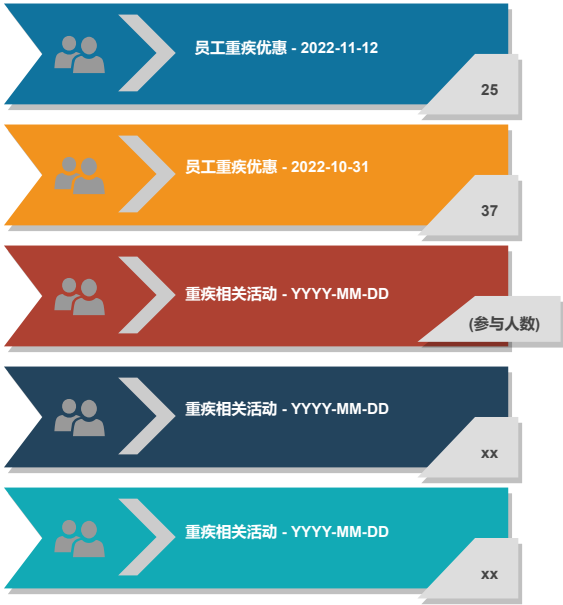 员工重疾优惠 - 2022-11-12
25
员工重疾优惠 - 2022-10-31
37
重疾相关活动 - YYYY-MM-DD
(参与人数)
重疾相关活动 - YYYY-MM-DD
xx
重疾相关活动 - YYYY-MM-DD
xx